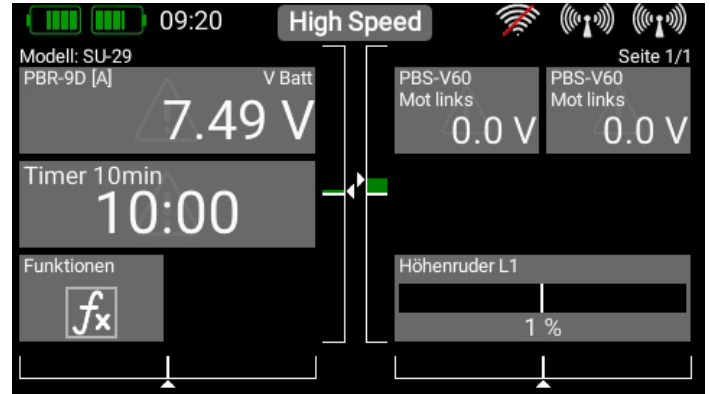 09:20
High Speed
Modell: SU-29
Seite 1/1
PBR-9D [A]
V Batt
7.49 V
PBS-V60
Mot links
0.0 V
PBS-V60
Mot links
0.0 V
Timer 10min
10:00
Funktionen
fx
Höhenruder L1
1 %